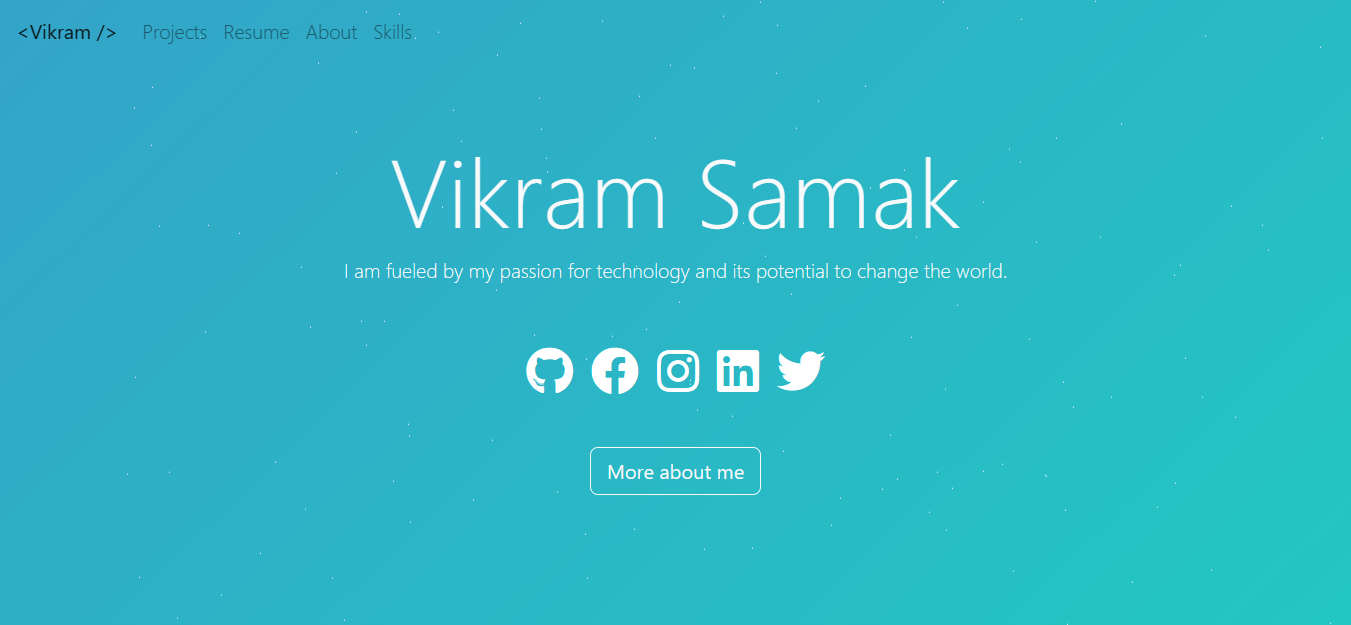 <Vikram /> Projects Resume About Skills
Vikram Samak
I am fueled by my passion for technology and its potential to change the world.
in
More about me